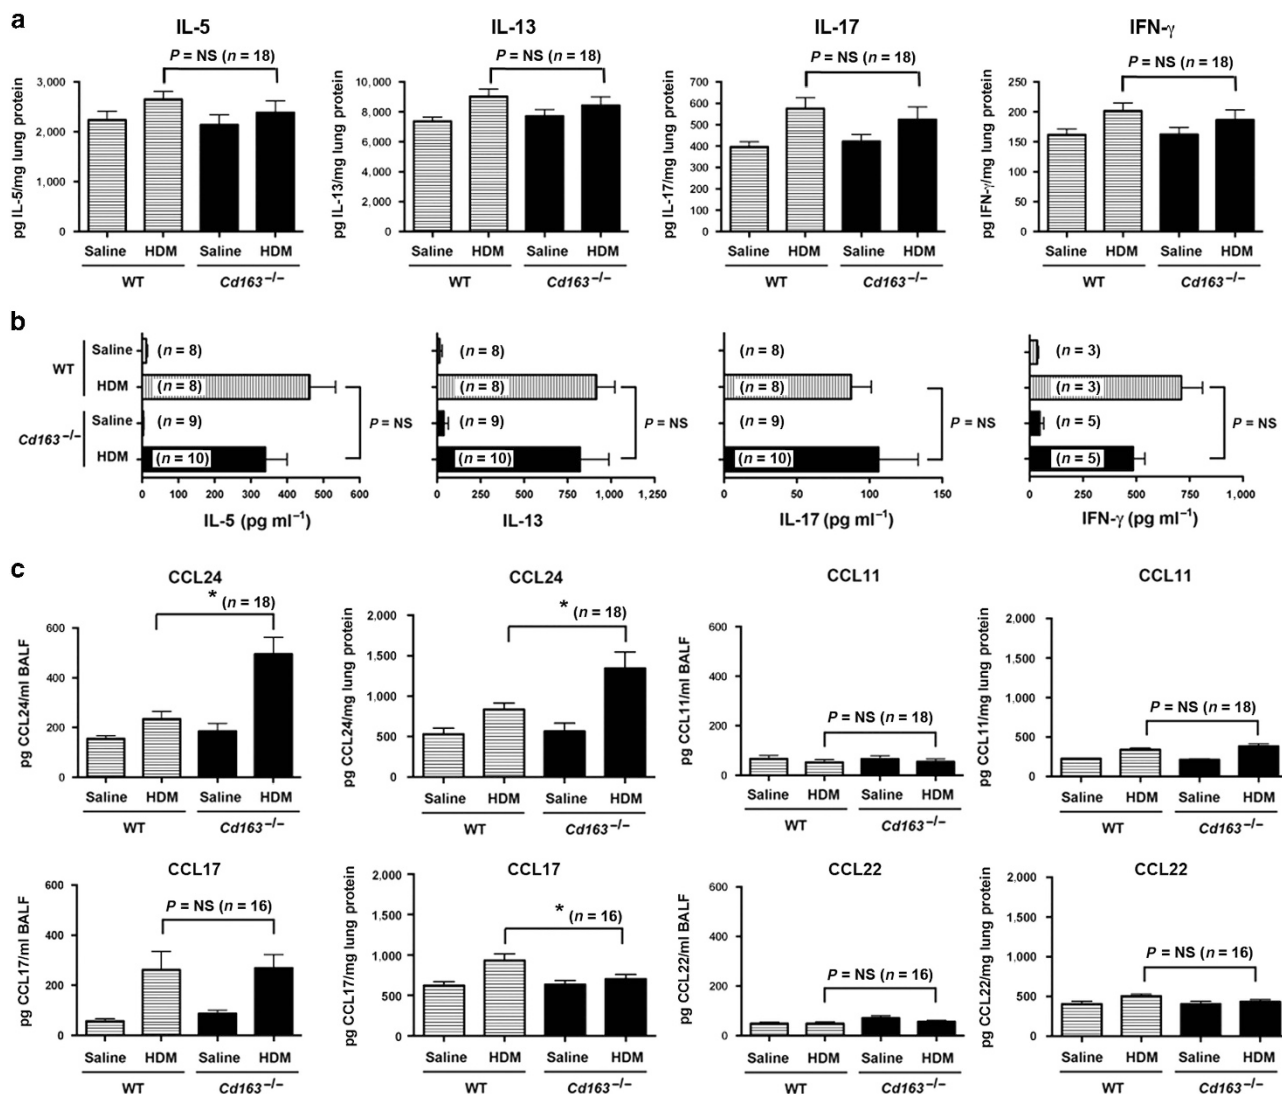 a
IL-5
P = NS (n = 18)
pg IL-5/mg lung protein
3,000
2,000
1,000
0
Saline HDM Saline HDM
WT Cd163⁻/⁻
IL-13
P = NS (n = 18)
pg IL-13/mg lung protein
10,000
8,000
6,000
4,000
2,000
0
Saline HDM Saline HDM
WT Cd163⁻/⁻
IL-17
P = NS (n = 18)
pg IL-17/mg lung protein
700
600
500
400
300
200
100
0
Saline HDM Saline HDM
WT Cd163⁻/⁻
IFN-γ
P = NS (n = 18)
pg IFN-γ/mg lung protein
250
200
150
100
50
0
Saline HDM Saline HDM
WT Cd163⁻/⁻
b
WT
Saline
HDM
Cd163⁻/⁻
Saline
HDM
(n = 8)
(n = 8)
(n = 9)
(n = 10)
P = NS
0 100 200 300 400 500 600
IL-5 (pg ml⁻¹)
(n = 8)
(n = 8)
(n = 9)
(n = 10)
P = NS
0 250 500 750 1,000 1,250
IL-13
(n = 8)
(n = 8)
(n = 9)
(n = 10)
P = NS
0 50 100 150
IL-17 (pg ml⁻¹)
(n = 3)
(n = 3)
(n = 5)
(n = 5)
P = NS
0 250 500 750 1,000
IFN-γ (pg ml⁻¹)
c
CCL24
* (n = 18)
pg CCL24/ml BALF
600
400
200
0
Saline HDM Saline HDM
WT Cd163⁻/⁻
CCL24
* (n = 18)
pg CCL24/mg lung protein
2,000
1,500
1,000
500
0
Saline HDM Saline HDM
WT Cd163⁻/⁻
CCL11
P = NS (n = 18)
pg CCL11/ml BALF
600
400
200
0
Saline HDM Saline HDM
WT Cd163⁻/⁻
CCL11
P = NS (n = 18)
pg CCL11/mg lung protein
2,000
1,500
1.000
500
0
Saline HDM Saline HDM
WT Cd163⁻/⁻
CCL17
P = NS (n = 16)
pg CCL17/ml BALF
600
400
200
0
Saline HDM Saline HDM
WT Cd163⁻/⁻
CCL17
* (n = 16)
pg CCL17/mg lung protein
2,000
1,500
1,000
500
0
Saline HDM Saline HDM
WT Cd163⁻/⁻
CCL22
P = NS (n = 16)
pg CCL22/ml BALF
600
400
200
0
Saline HDM Saline HDM
WT Cd163⁻/⁻
CCL22
P = NS (n = 16)
pg CCL22/mg lung protein
2,000
1,500
1,000
500
0
Saline HDM Saline HDM
WT Cd163⁻/⁻